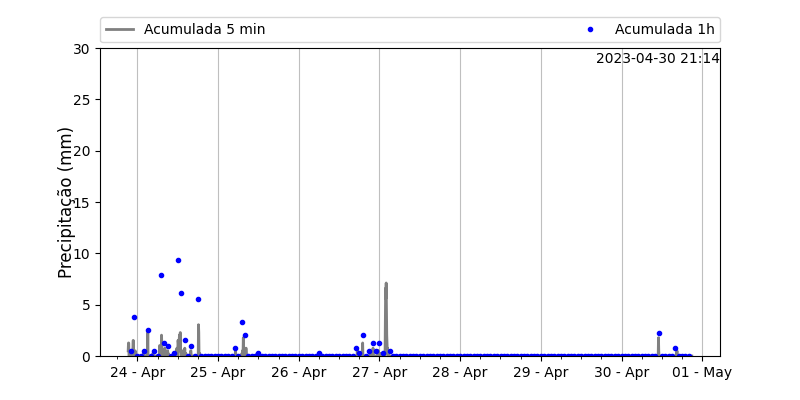 Acumulada 5 min
Acumulada 1h
2023-04-30 21:14
Precipitação (mm)
30
25
20
15
10
5
0
24 - Apr
25 - Apr
26 - Apr
27 - Apr
28 - Apr
29 - Apr
30 - Apr
01 - May